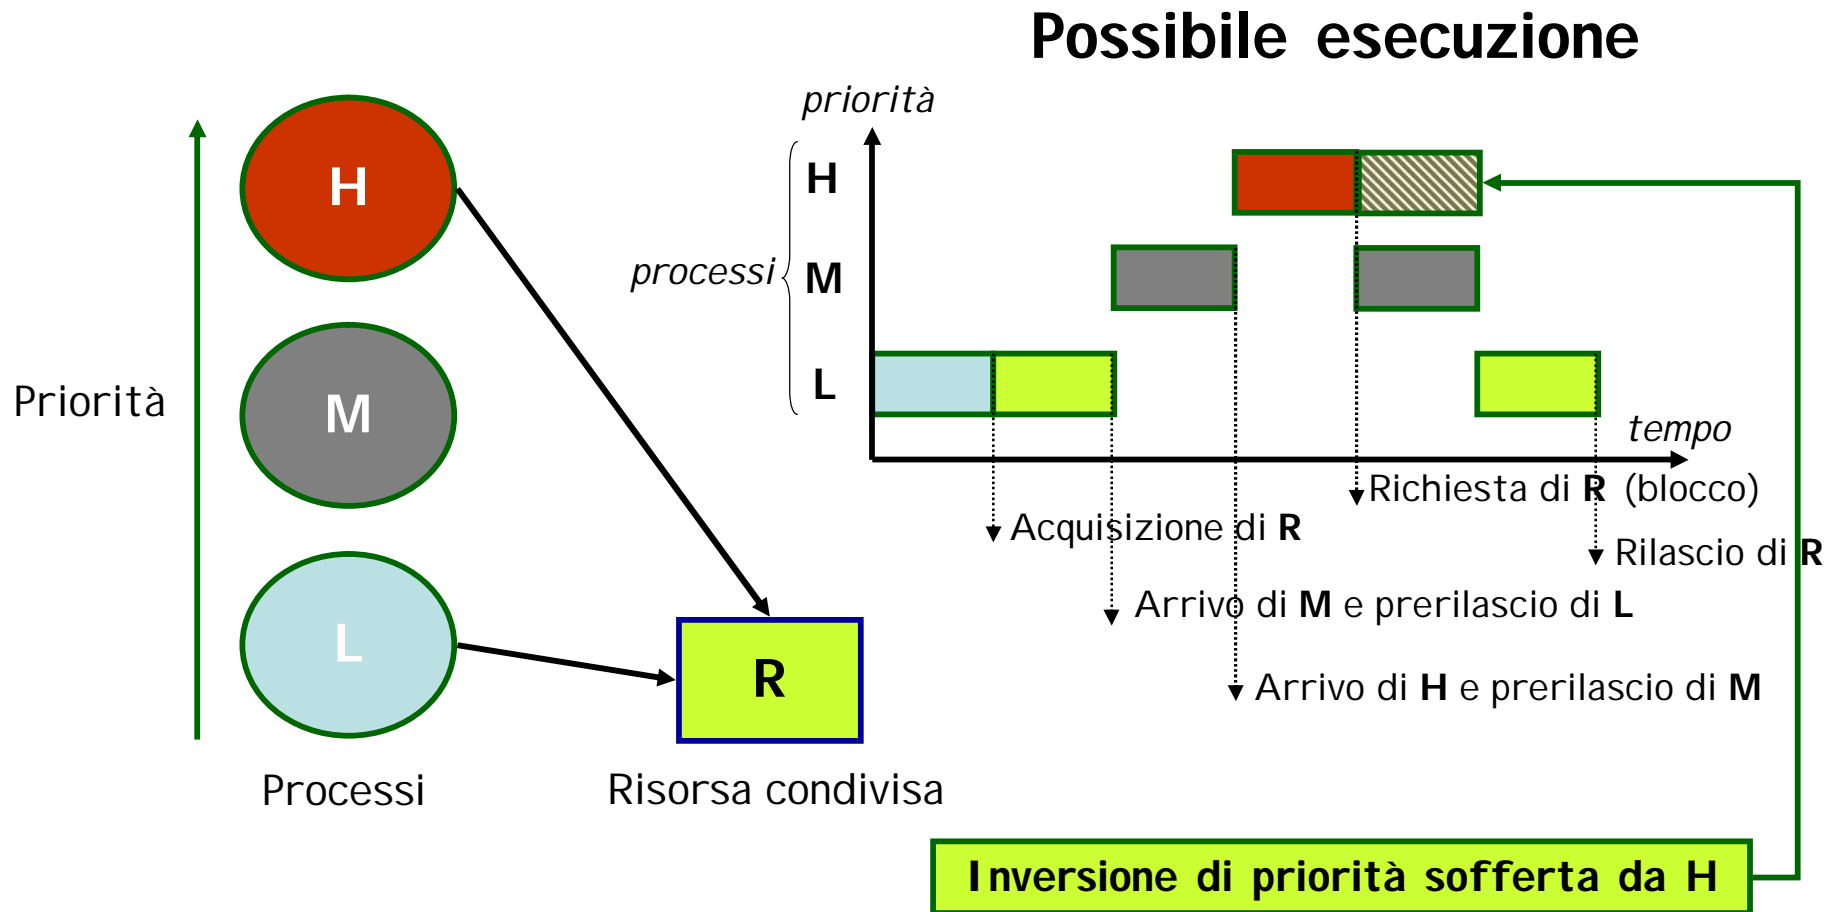 Possibile esecuzione
priorità
H
H
processi
M
M
Priorità
L
tempo
Richiesta di R (blocco)
Acquisizione di R
Rilascio di R
Arrivo di M e prerilascio di L
L
R
Arrivo di H e prerilascio di M
Processi
Risorsa condivisa
Inversione di priorità sofferta da H